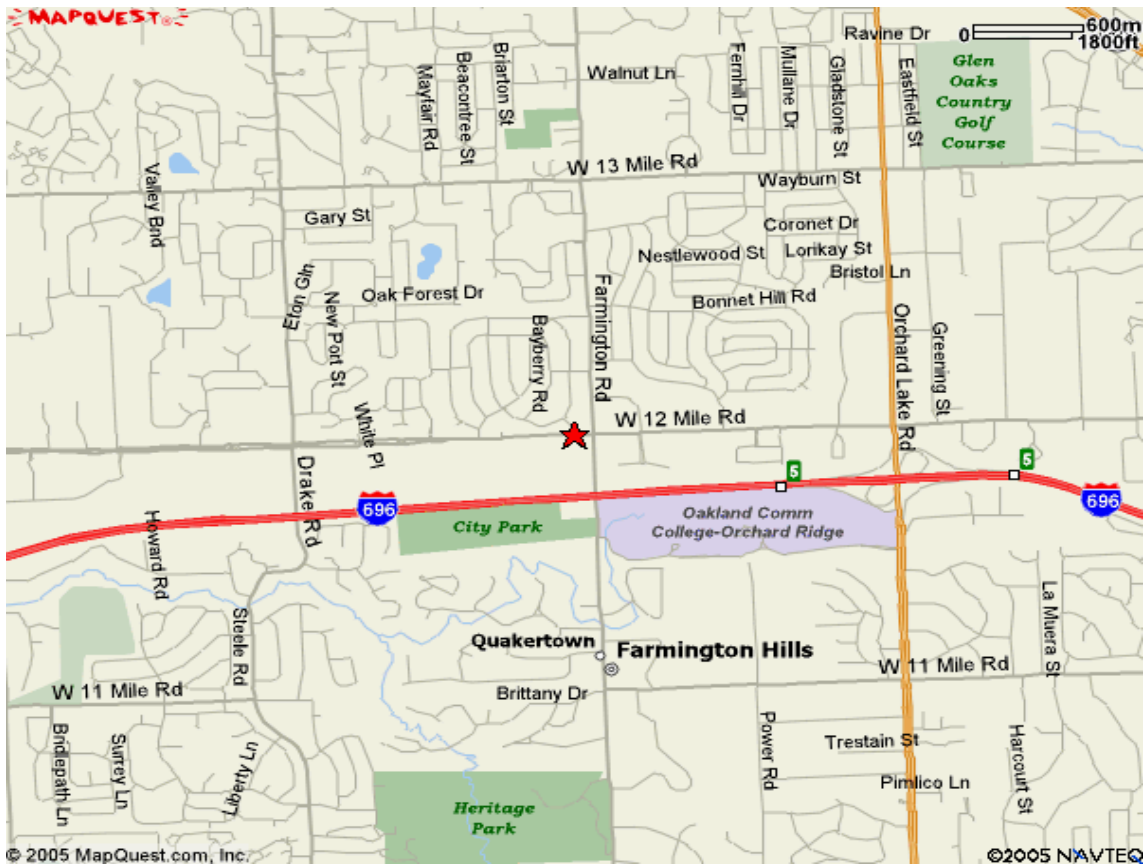 MAPQUEST
0 600m
1800ft
Ravine Dr
Walnut Ln
Mayfair Rd
Beacontree St
Briarton St
Fernhill Dr
Mullane Dr
Gladstone St
Eastfield St
Glen
Oaks
Country
Golf
Course
W 13 Mile Rd
Valley Bnd
Wayburn St
Gary St
Coronet Dr
Nestlewood St
Lorikay St
Bristol Ln
Eton Gln
New Port St
Oak Forest Dr
Farmington Rd
Bonnet Hill Rd
Bayberry Rd
Orchard Lake Rd
Greening St
White Pl
W 12 Mile Rd
Drake Rd
5
5
696
696
City Park
Oakland Comm
College-Orchard Ridge
Howard Rd
Steele Rd
La Muera St
Quakertown
Farmington Hills
W 11 Mile Rd
W 11 Mile Rd
Brittany Dr
Bridlepath Ln
Surrey Ln
Liberty Ln
Power Rd
Trestain St
Harcourt St
Pimlico Ln
Heritage
Park
© 2005 MapQuest.com, Inc.
©2005 NAVTEQ